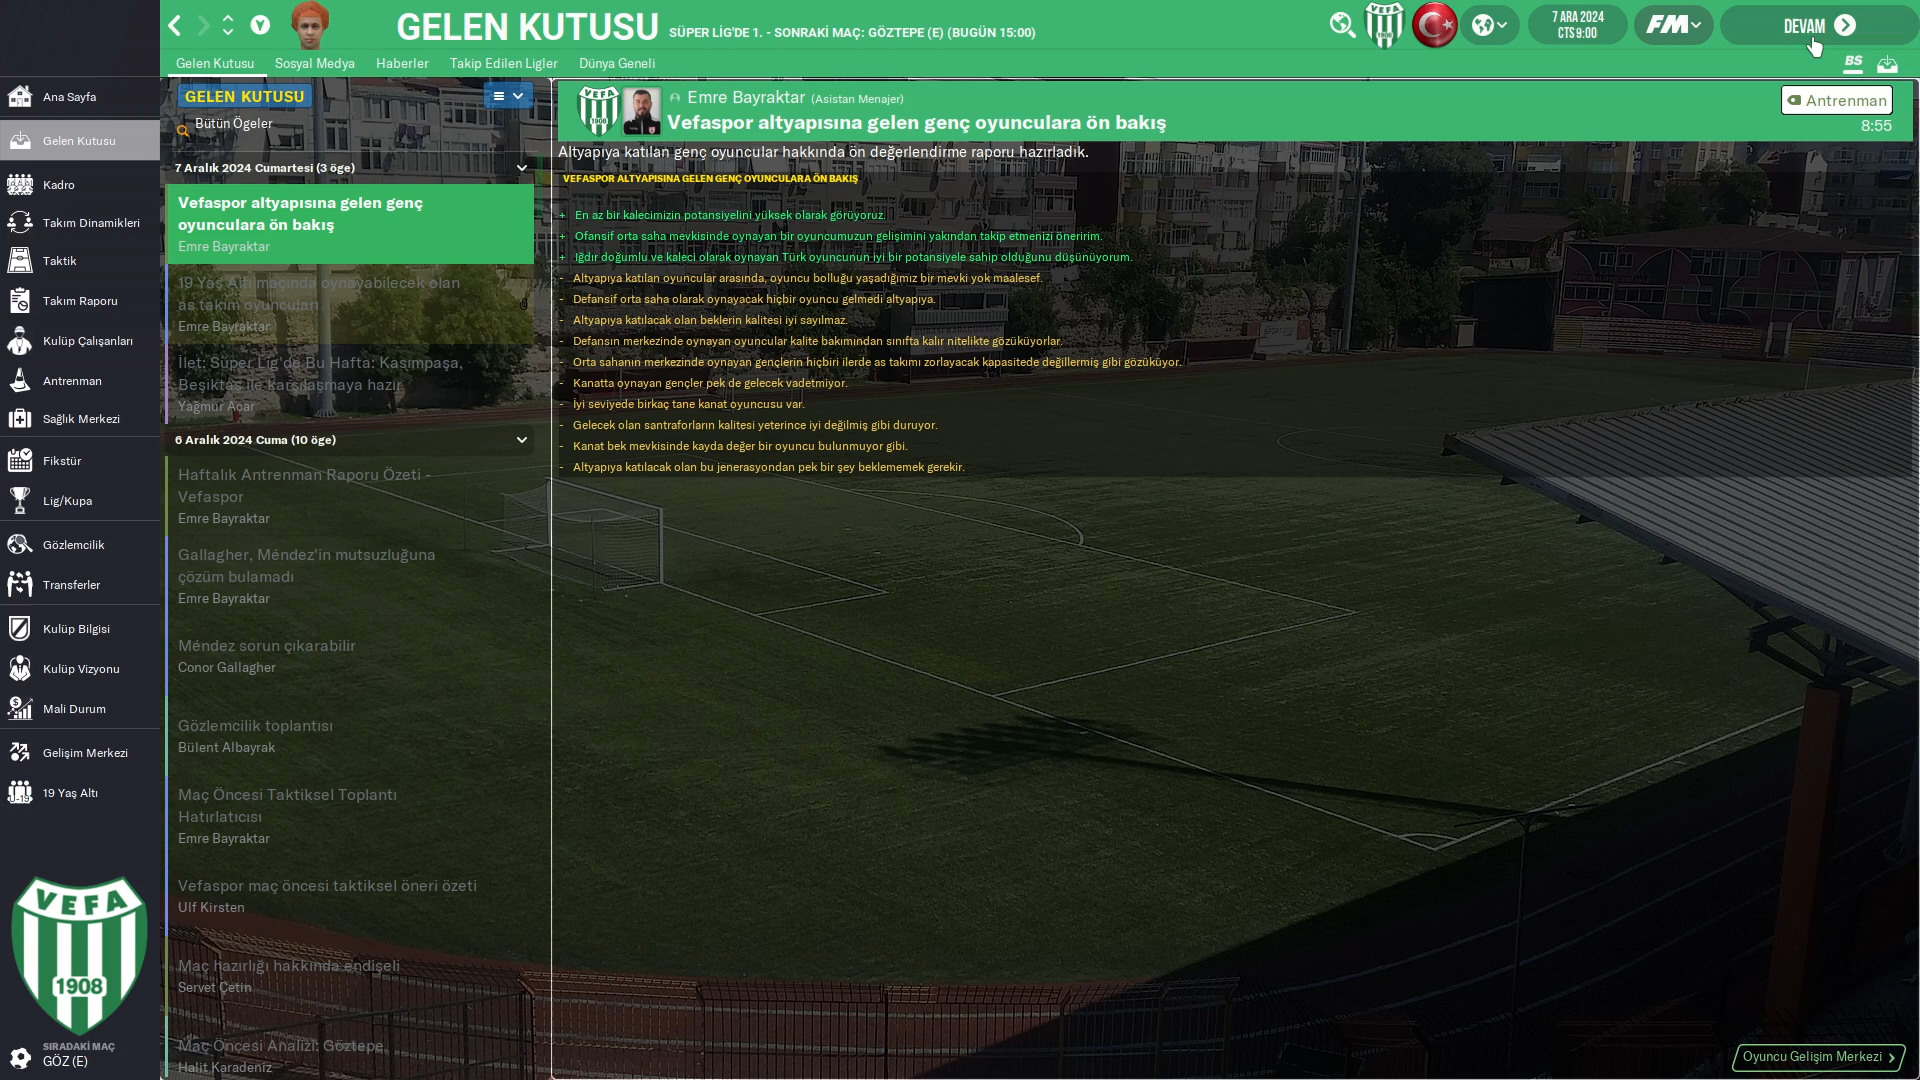 GELEN KUTUSU
SÜPER LİG'DE 1. - SONRAKİ MAÇ: GÖZTEPE (E) (BUGÜN 15:00)
VEFA
7 ARA 2024
CTS 9:00
FM
DEVAM
Gelen Kutusu
Sosyal Medya
Haberler
Takip Edilen Ligler
Dünya Geneli
BS
Ana Sayfa
Gelen Kutusu
Kadro
Takım Dinamikleri
Taktik
Takım Raporu
Kulüp Çalışanları
Antrenman
Sağlık Merkezi
Fikstür
Lig/Kupa
Gözlemcilik
Transferler
Kulüp Bilgisi
Kulüp Vizyonu
Mali Durum
Gelişim Merkezi
19 Yaş Altı
VEFA
1908
SIRADAKİ MAÇ
GÖZ (E)
GELEN KUTUSU
Bütün Ögeler
7 Aralık 2024 Cumartesi (3 öge)
Vefaspor altyapısına gelen genç
oyunculara ön bakış
Emre Bayraktar
19 Yaş Altı maçında oynayabilecek olan
as takım oyuncuları
Emre Bayraktar
İlet: Süper Lig'de Bu Hafta: Kasımpaşa,
Beşiktaş ile karşılaşmaya hazır
Yağmur Acar
6 Aralık 2024 Cuma (10 öge)
Haftalık Antrenman Raporu Özeti -
Vefaspor
Emre Bayraktar
Gallagher, Méndez'in mutsuzluğuna
çözüm bulamadı
Emre Bayraktar
Méndez sorun çıkarabilir
Conor Gallagher
Gözlemcilik toplantısı
Bülent Albayrak
Maç Öncesi Taktiksel Toplantı
Hatırlatıcısı
Emre Bayraktar
Vefaspor maç öncesi taktiksel öneri özeti
Ulf Kirsten
Maç hazırlığı hakkında endişeli
Servet Çetin
Maç Öncesi Analizi: Göztepe
Halit Karadeniz
VEFA
1908
Emre Bayraktar (Asistan Menajer)
Vefaspor altyapısına gelen genç oyunculara ön bakış
Antrenman
8:55
Altyapıya katılan genç oyuncular hakkında ön değerlendirme raporu hazırladık.
VEFASPOR ALTYAPISINA GELEN GENÇ OYUNCULARA ÖN BAKIŞ
+ En az bir kalecimizin potansiyelini yüksek olarak görüyoruz.
+ Ofansif orta saha mevkisinde oynayan bir oyuncumuzun gelişimini yakından takip etmenizi öneririm.
+ Iğdır doğumlu ve kaleci olarak oynayan Türk oyuncunun iyi bir potansiyele sahip olduğunu düşünüyorum.
- Altyapıya katılan oyuncular arasında, oyuncu bolluğu yaşadığımız bir mevki yok maalesef.
- Defansif orta saha olarak oynayacak hiçbir oyuncu gelmedi altyapıya.
- Altyapıya katılacak olan beklerin kalitesi iyi sayılmaz.
- Defansın merkezinde oynayan oyuncular kalite bakımından sınıfta kalır nitelikte gözüküyorlar.
- Orta sahanın merkezinde oynayan gençlerin hiçbiri ilerde as takımı zorlayacak kapasitede değillermiş gibi gözüküyor.
- Kanatta oynayan gençler pek de gelecek vadetmiyor.
- İyi seviyede birkaç tane kanat oyuncusu var.
- Gelecek olan santraforların kalitesi yeterince iyi değilmiş gibi duruyor.
- Kanat bek mevkisinde kayda değer bir oyuncu bulunmuyor gibi.
- Altyapıya katılacak olan bu jenerasyondan pek bir şey beklememek gerekir.
Oyuncu Gelişim Merkezi